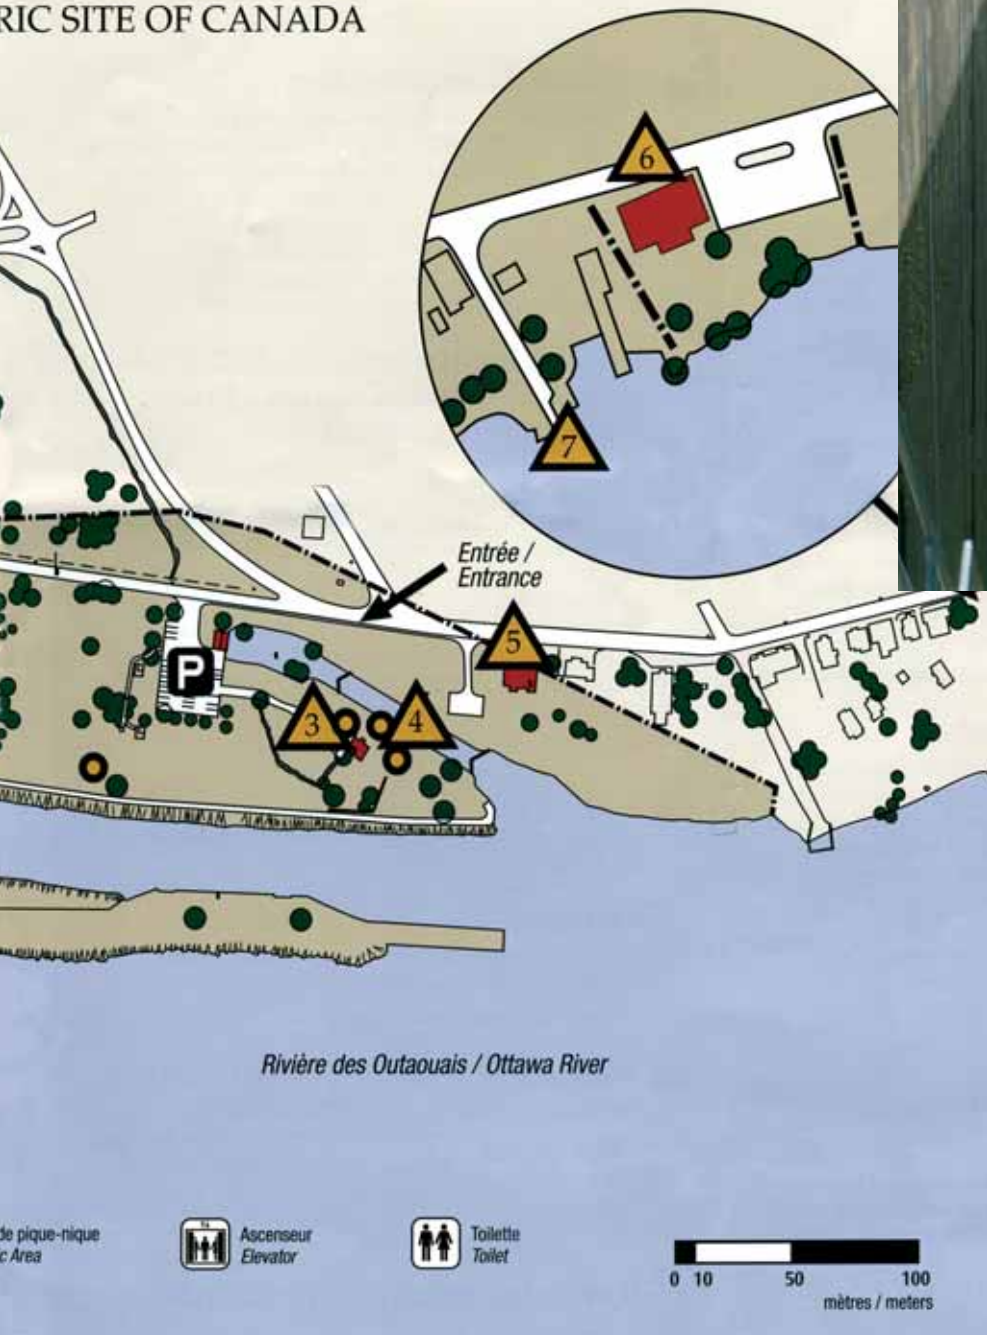 RIC SITE OF CANADA
6
7
Entrée /
Entrance
5
P
3
4
Rivière des Outaouais / Ottawa River
de pique-nique
c Area
Ascenseur
Elevator
Toilette
Toilet
0 10 50 100
mètres / meters